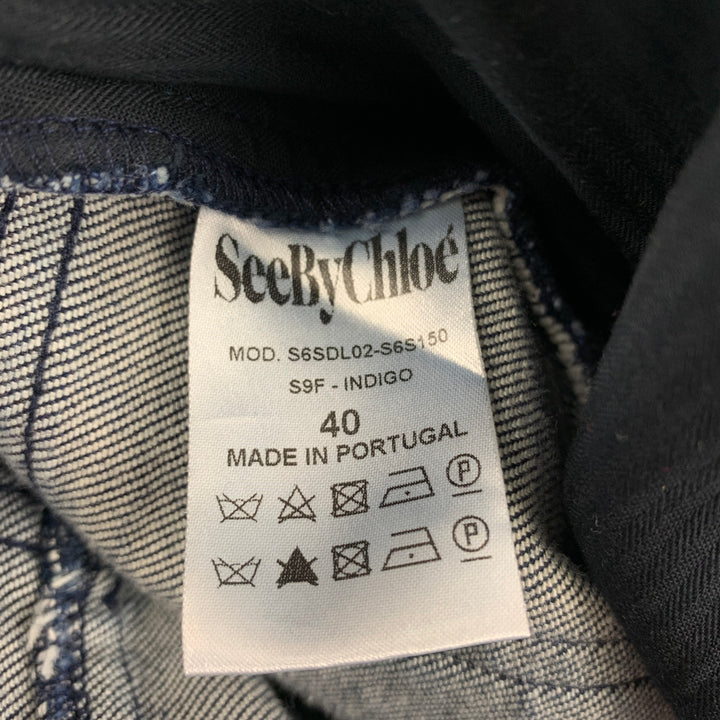 SeeByChloé
MOD. S6SDL02-S6S150
S9F - INDIGO
40
MADE IN PORTUGAL
P
P